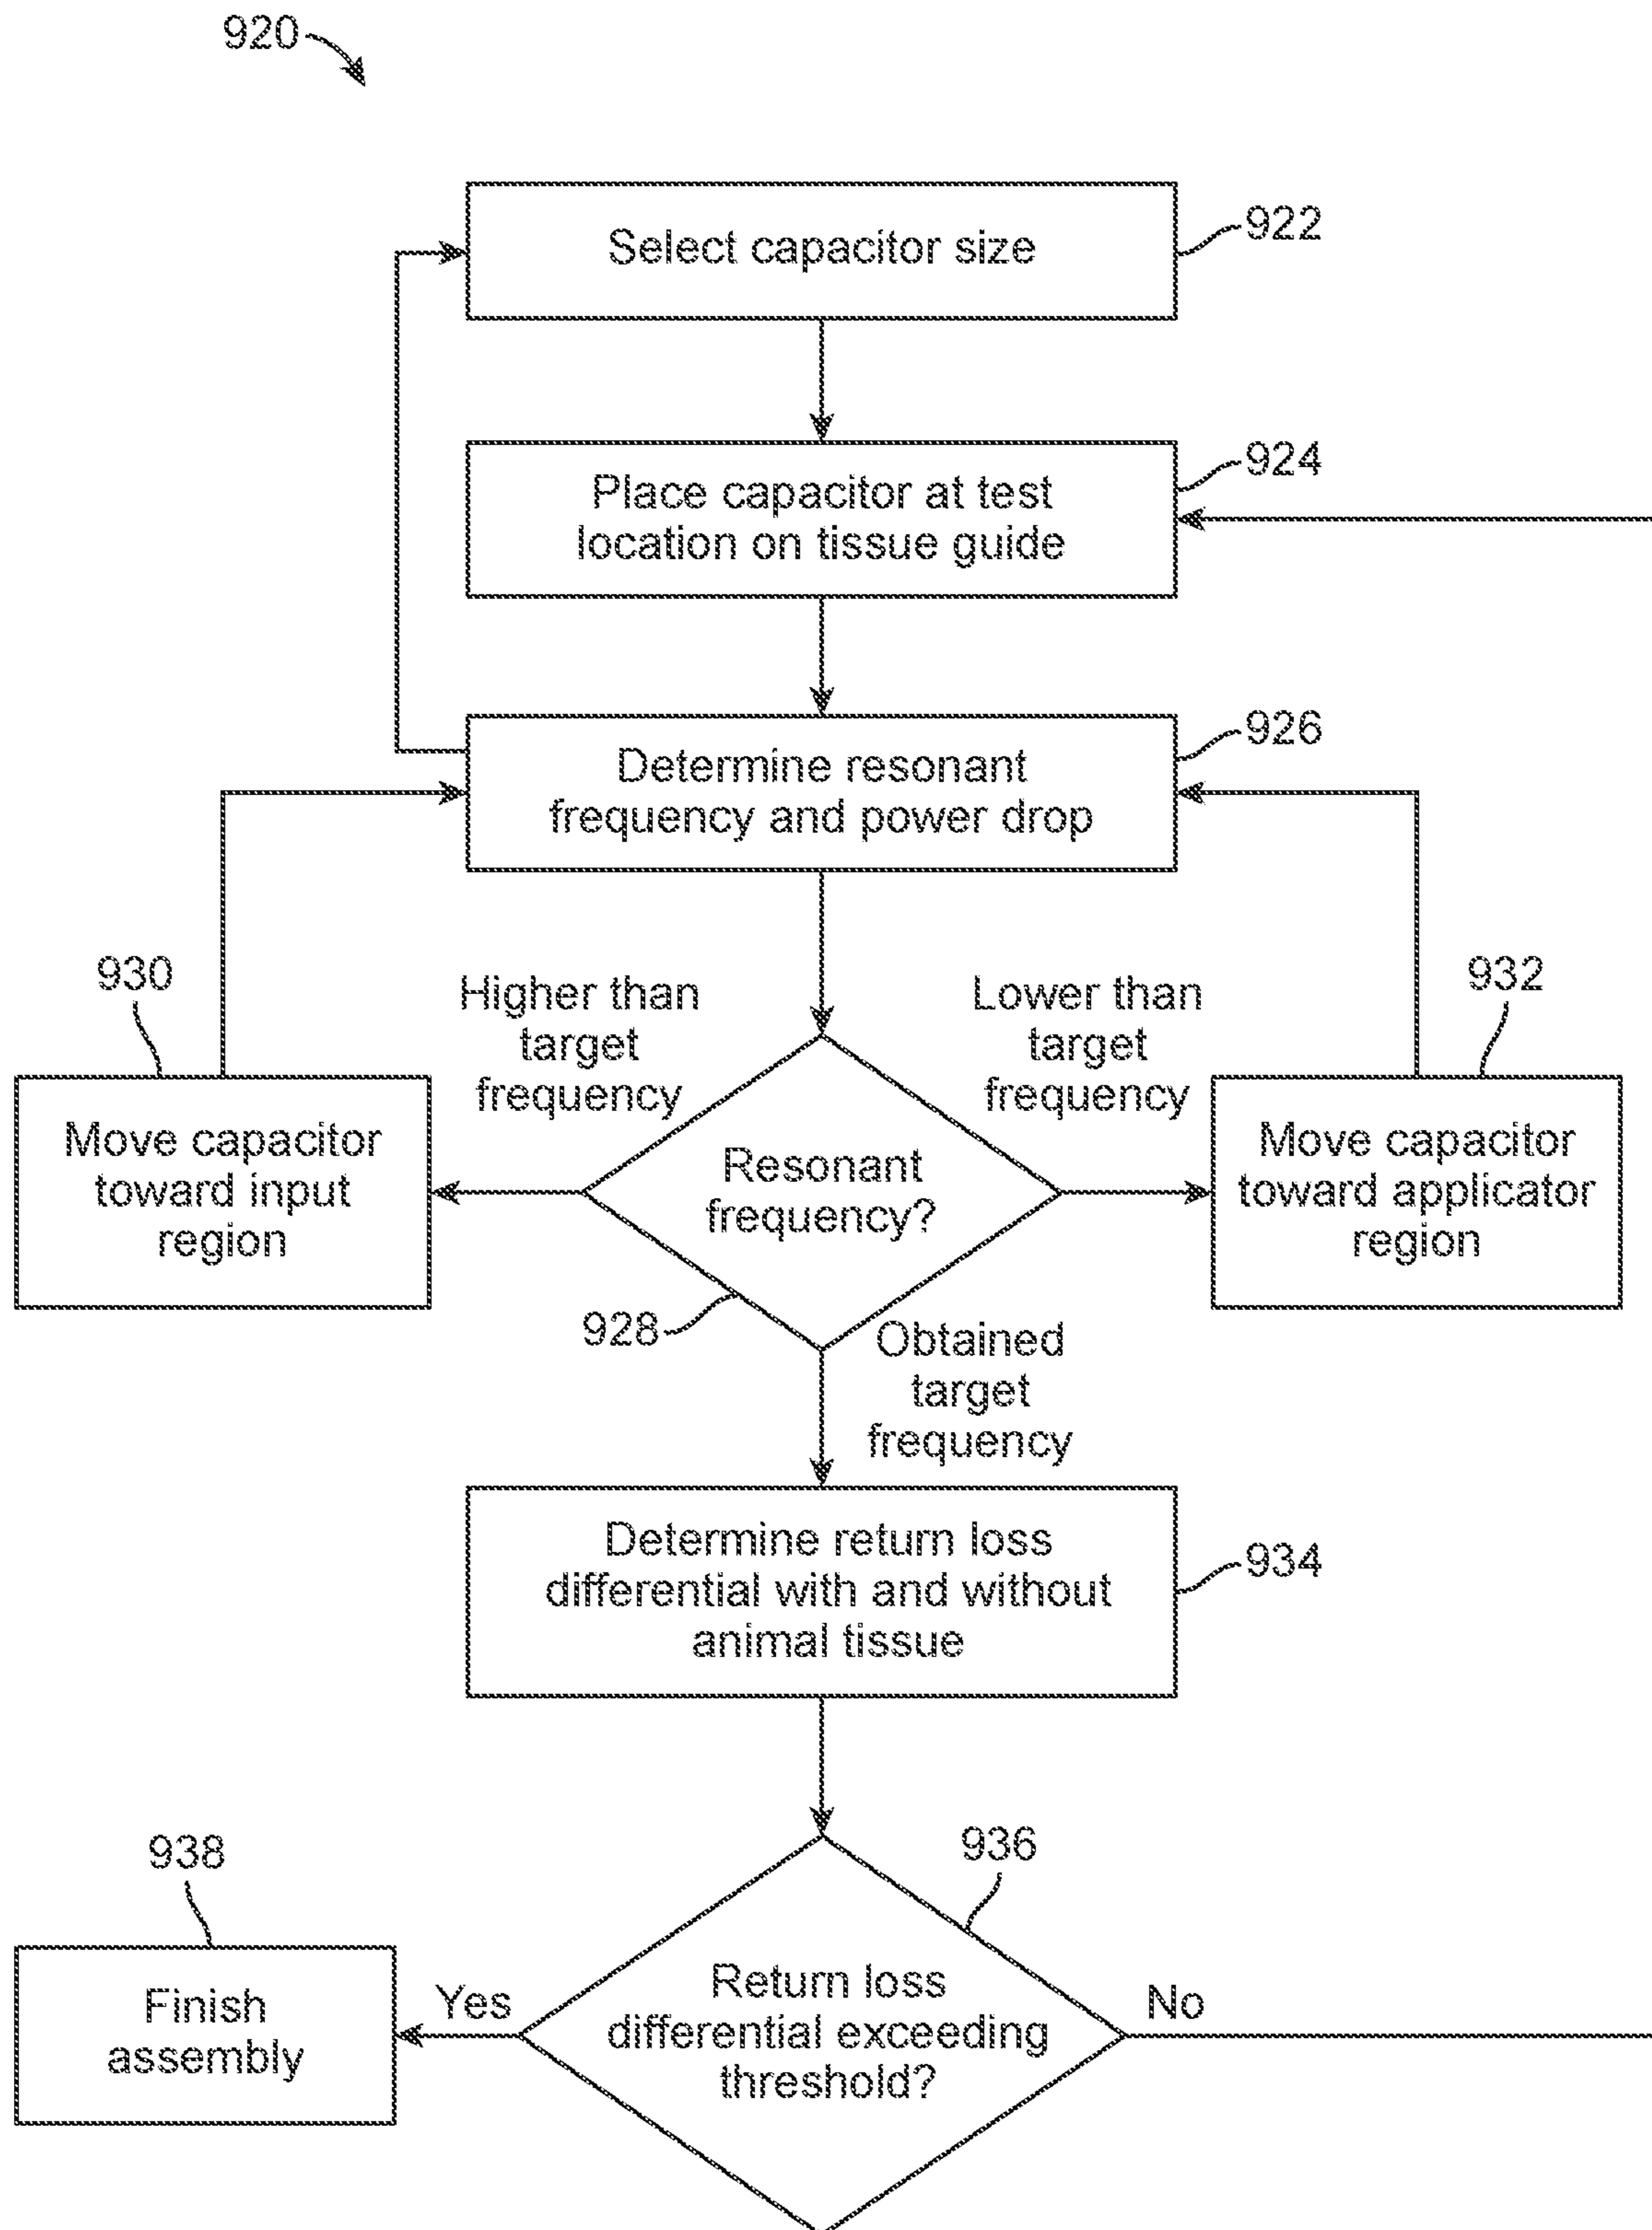 920
Select capacitor size
922
Place capacitor at test
location on tissue guide
924
Determine resonant
frequency and power drop
926
930
Higher than
target
frequency
Lower than
target
frequency
932
Move capacitor
toward input
region
Resonant
frequency?
Move capacitor
toward applicator
region
928
Obtained
target
frequency
Determine return loss
differential with and without
animal tissue
934
938
936
Finish
assembly
Yes
Return loss
differential exceeding
threshold?
No